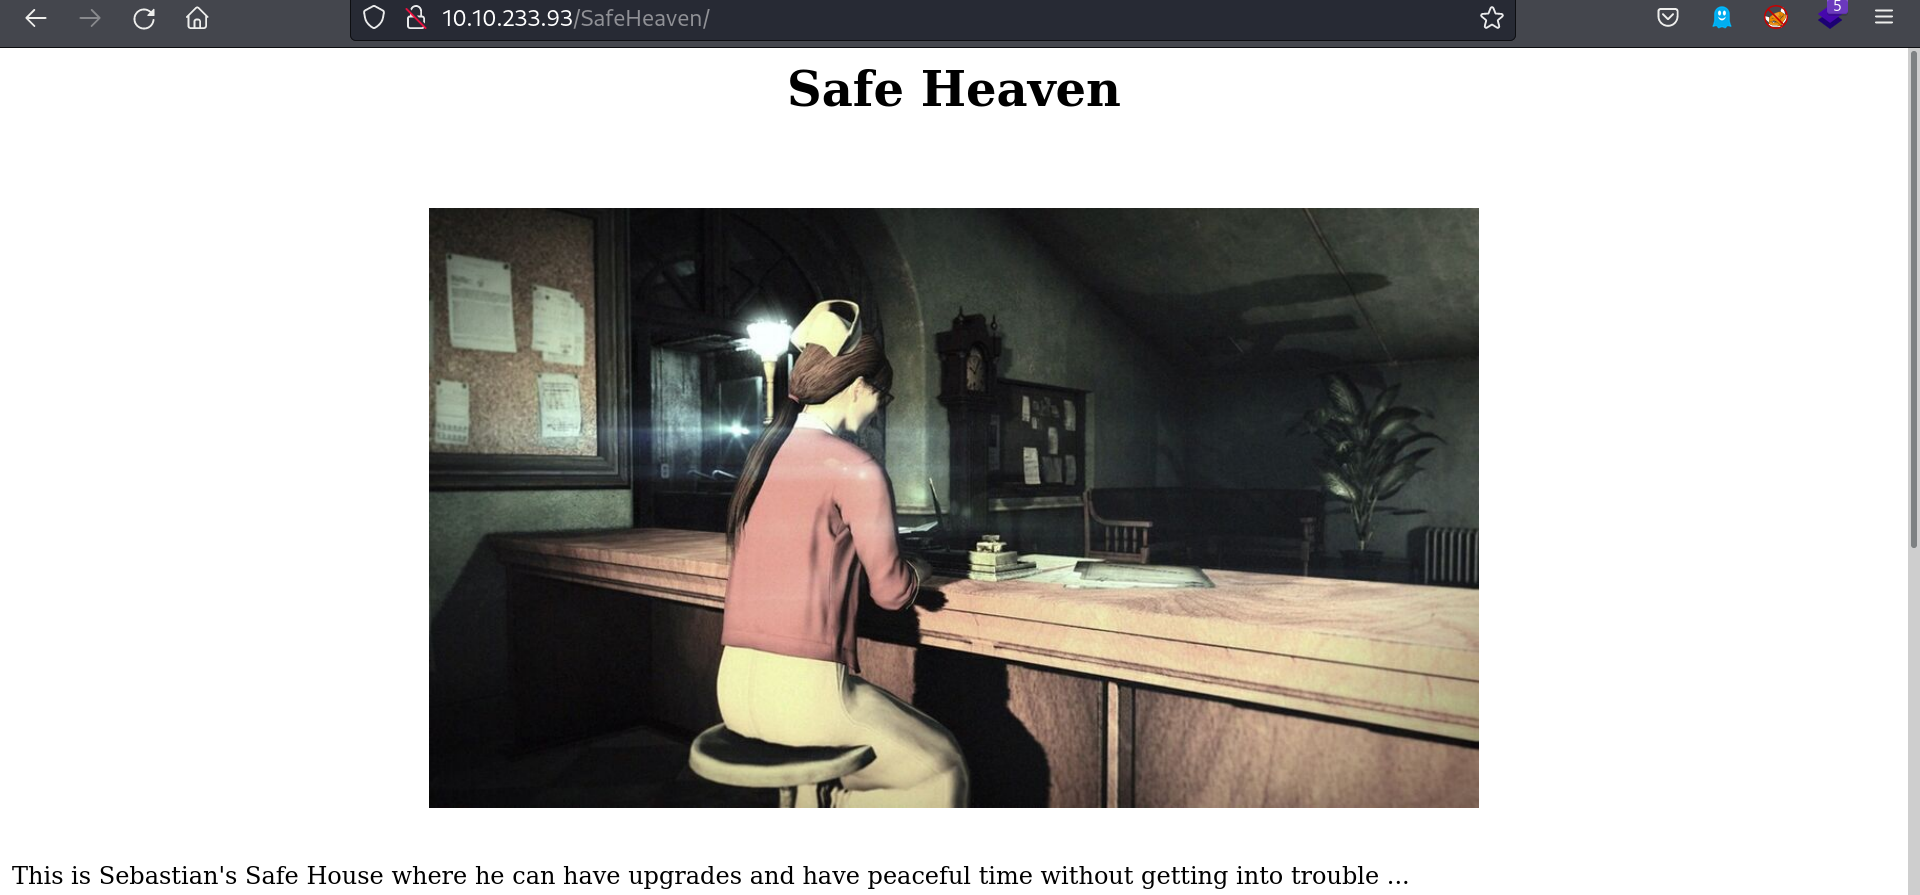 10.10.233.93/SafeHeaven/
5
Safe Heaven
This is Sebastian's Safe House where he can have upgrades and have peaceful time without getting into trouble ...